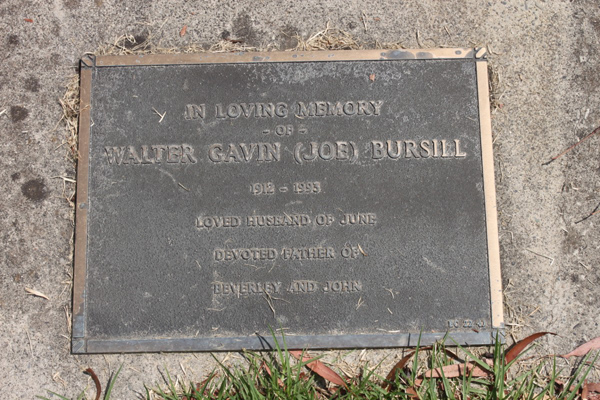 IN LOVING MEMORY
- OF -
WALTER GAVIN (JOE) BURSILL
1912 - 1995
LOVED HUSBAND OF JUNE
DEVOTED FATHER OF
BEVERLEY AND JOHN